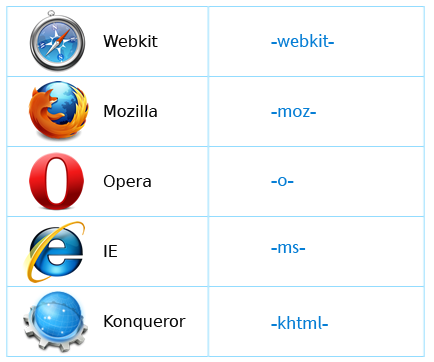 Webkit -webkit-
Mozilla -moz-
Opera -o-
IE -ms-
Konqueror -khtml-